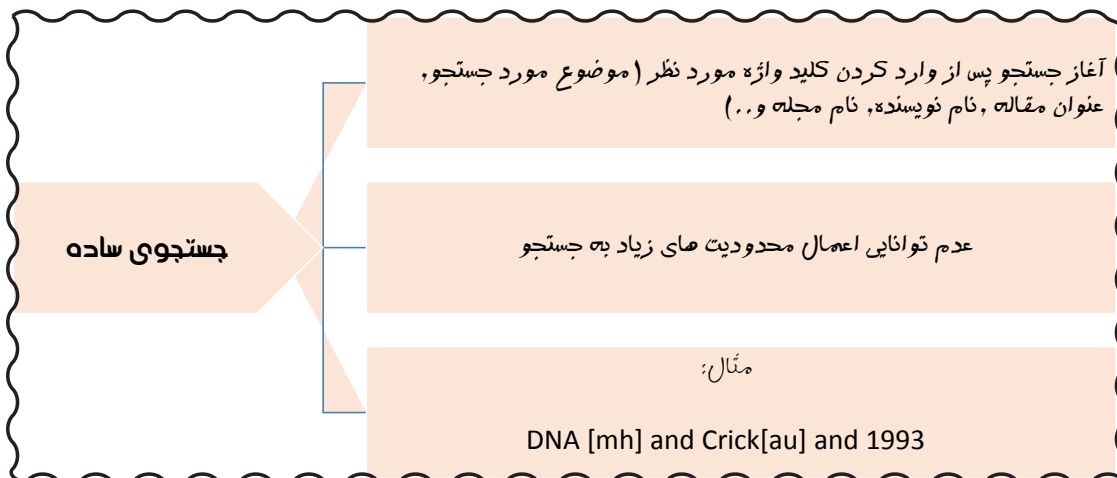 آغاز جستجو پس از وارد کردن کلید واژه مورد نظر ( موضوع مورد جستجو,
عنوان مقاله ,نام نویسنده, نام مجله و..)
جستجوی ساده
عدم توانایی اعمال محدودیت های زیاد به جستجو
مثال:
DNA [mh] and Crick[au] and 1993